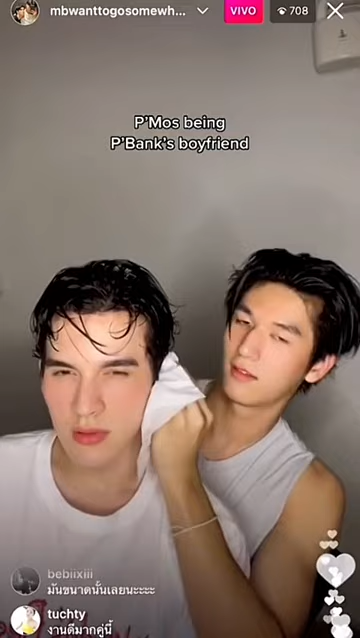 mbwanttogosomewh...
VIVO
708
P'Mos being
P'Bank's boyfriend
bebiixiii
มันขนาดนั้นเลยนะะะะ
tuchty
งานดีมากคู่นี้